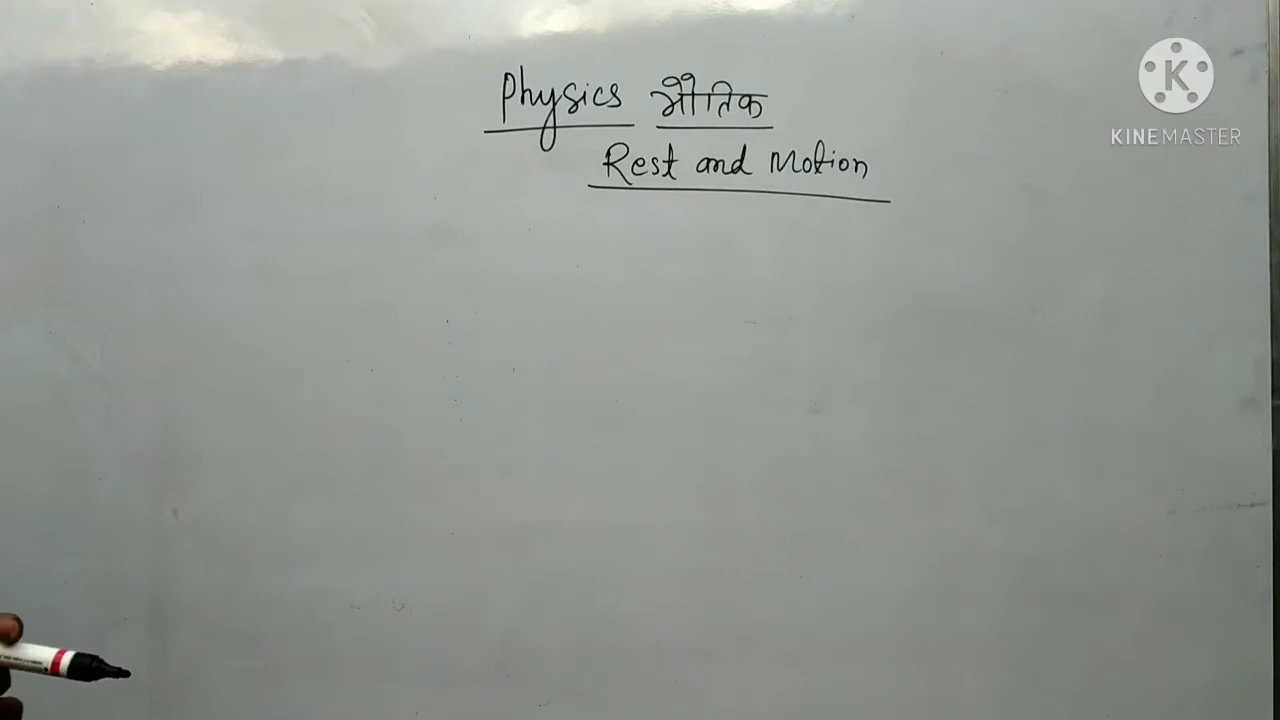 Physics भौतिक
Rest and Motion
K
KINEMASTER